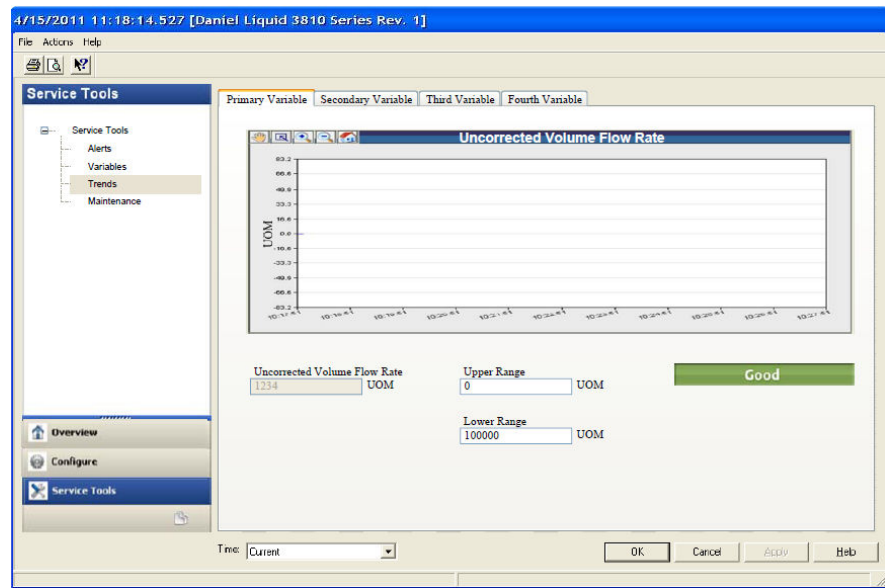 4/15/2011 11:18:14.527 [Daniel Liquid 3810 Series Rev. 1]
File Actions Help
Service Tools
Service Tools
Alerts
Variables
Trends
Maintenance
Overview
Configure
Service Tools
Primary Variable Secondary Variable Third Variable Fourth Variable
Uncorrected Volume Flow Rate
UOM
83.2
66.6
49.9
33.3
16.6
0.0
-16.6
-33.3
-49.9
-66.6
-83.2
Uncorrected Volume Flow Rate
1234 UOM
Upper Range
0 UOM
Lower Range
100000 UOM
Good
Time: Current
OK Cancel Apply Help